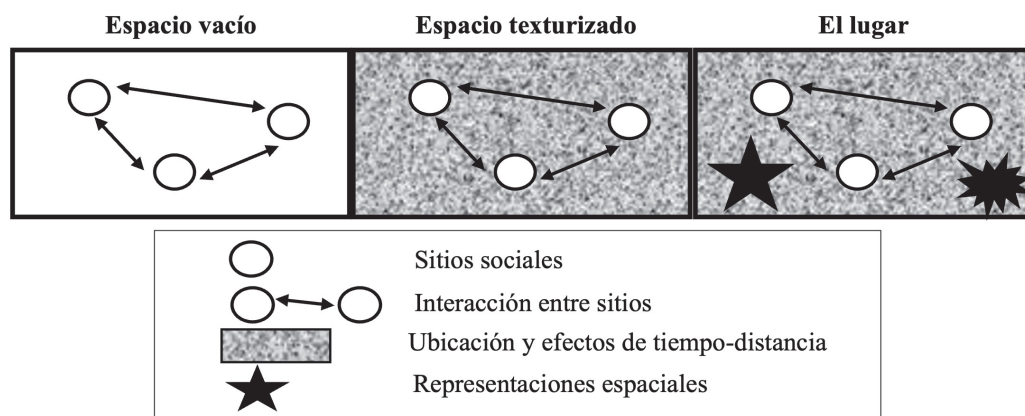 Espacio vacío
Espacio texturizado
El lugar
Sitios sociales
Interacción entre sitios
Ubicación y efectos de tiempo-distancia
Representaciones espaciales